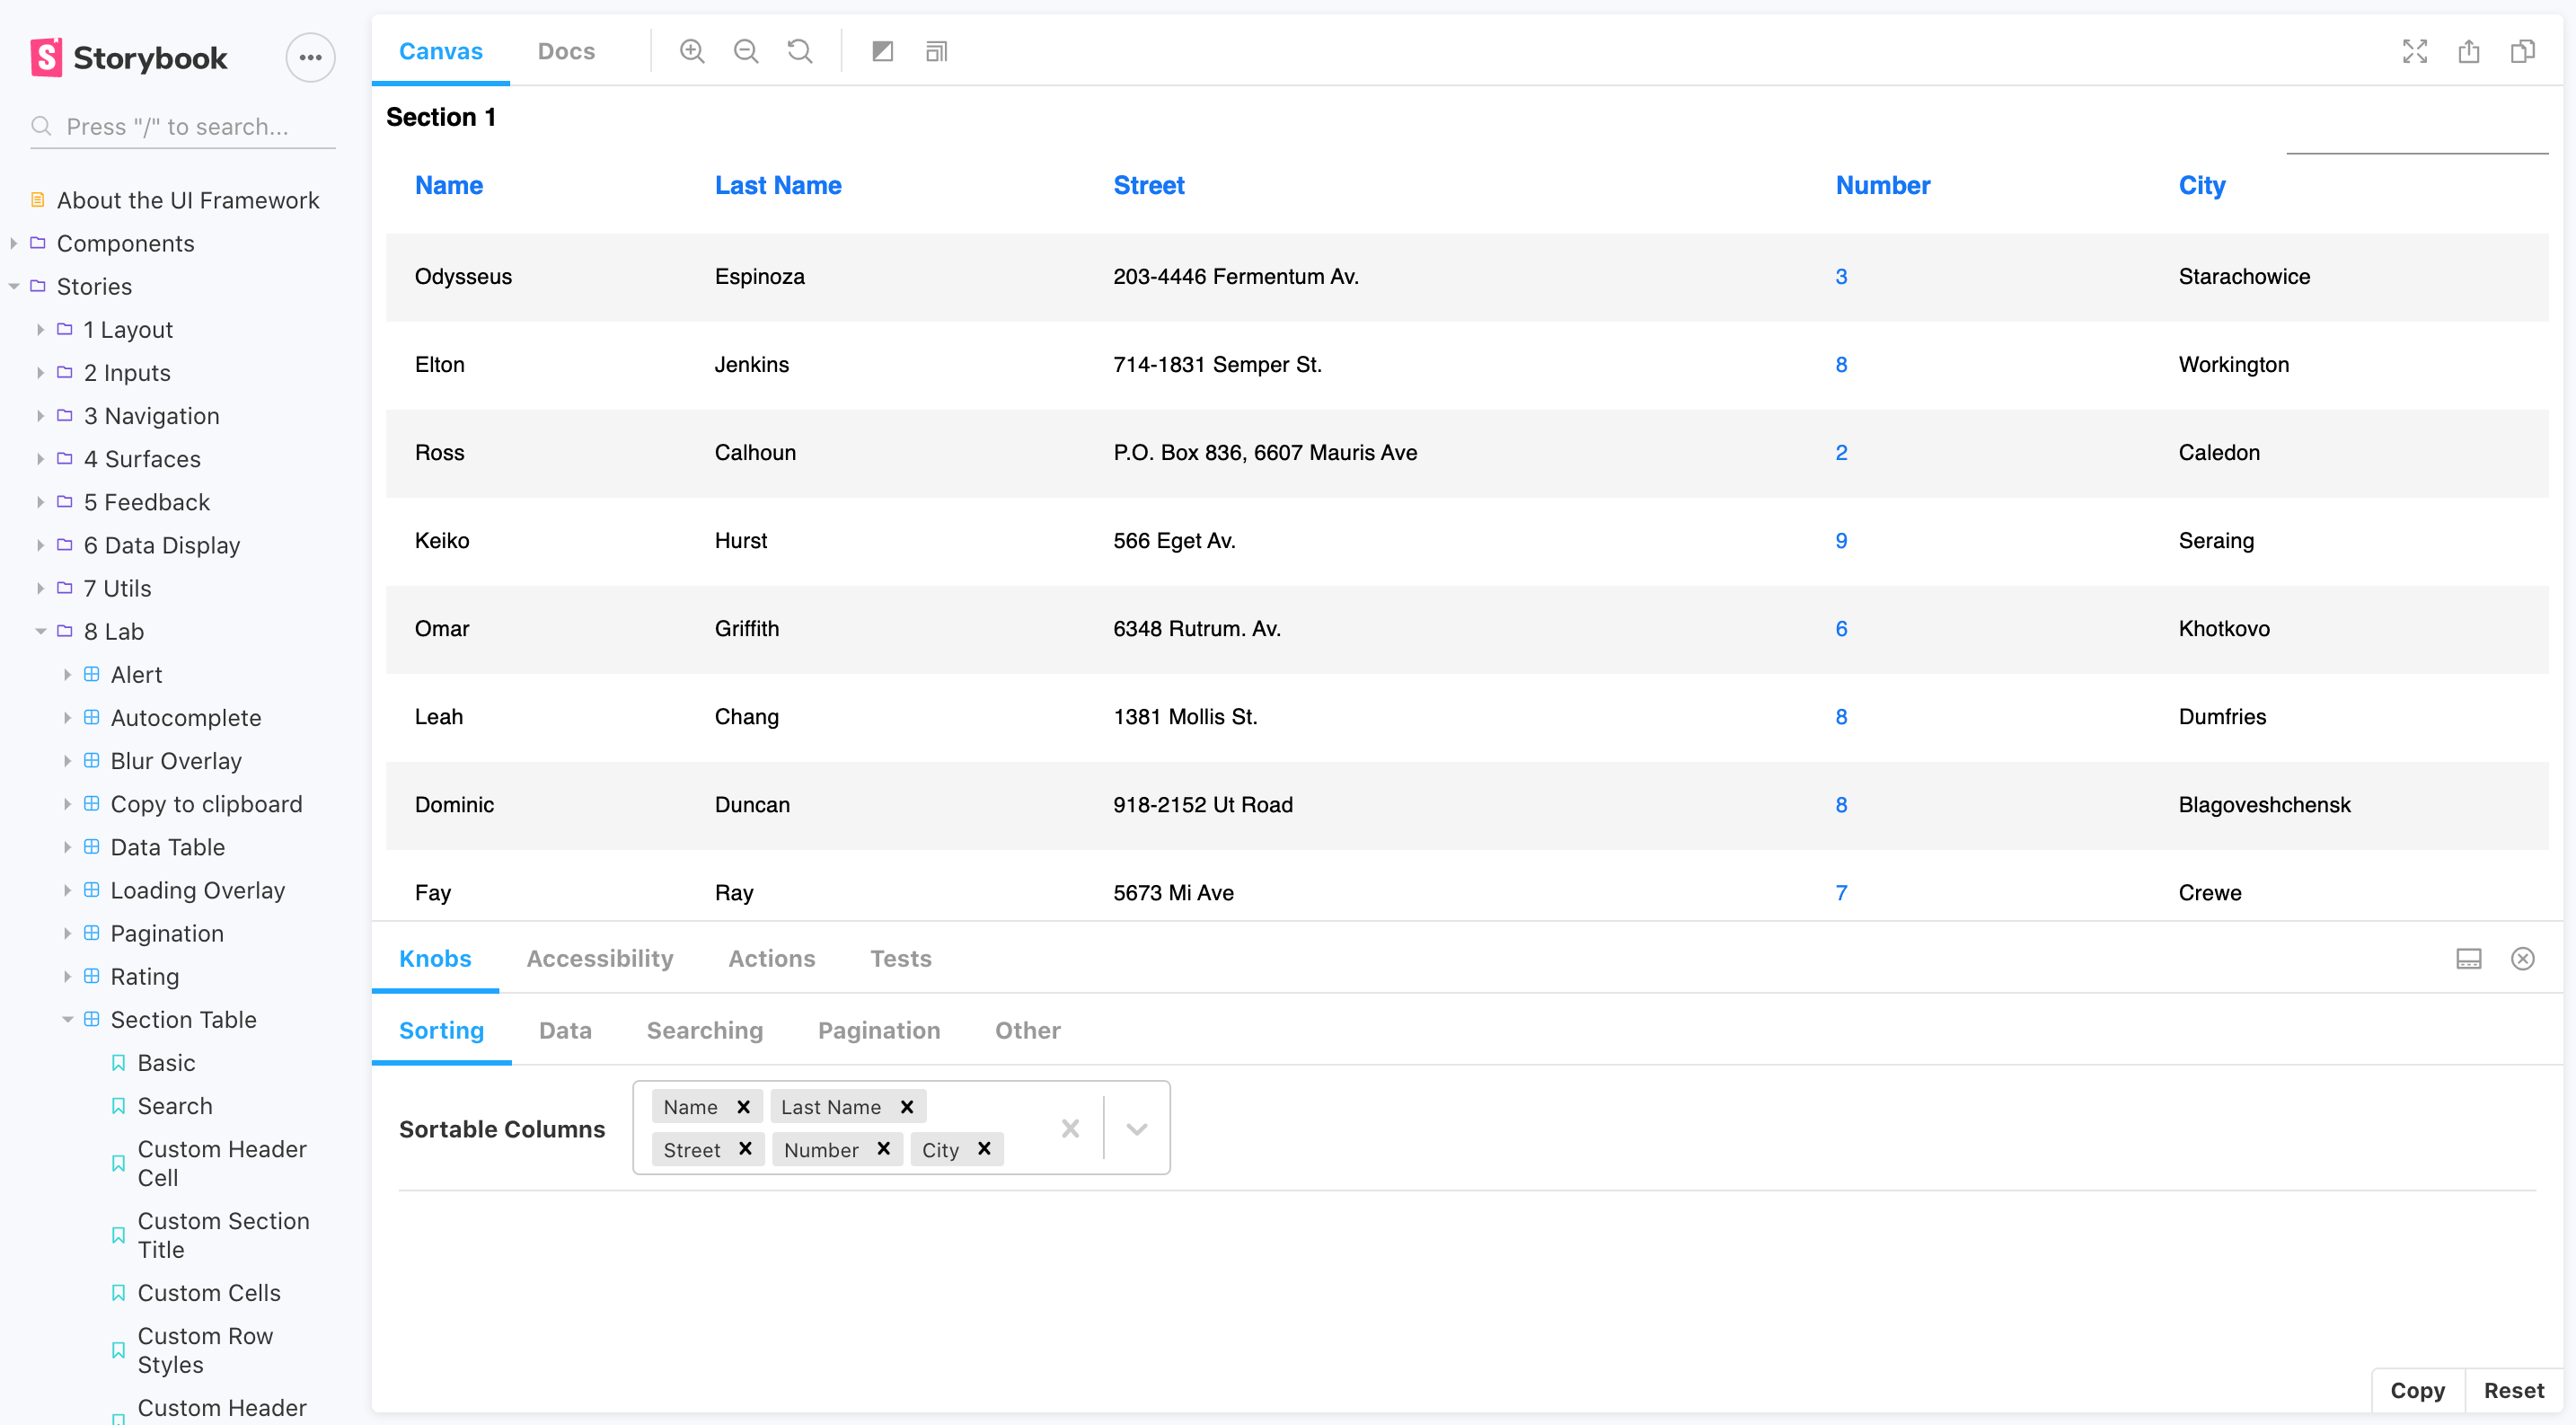 Storybook
Press "/" to search...
About the UI Framework
Components
Stories
1 Layout
2 Inputs
3 Navigation
4 Surfaces
5 Feedback
6 Data Display
7 Utils
8 Lab
Alert
Autocomplete
Blur Overlay
Copy to clipboard
Data Table
Loading Overlay
Pagination
Rating
Section Table
Basic
Search
Custom Header
Cell
Custom Section
Title
Custom Cells
Custom Row
Styles
Custom Header
Canvas Docs
Section 1
Name Last Name Street Number City
Odysseus Espinoza 203-4446 Fermentum Av. 3 Starachowice
Elton Jenkins 714-1831 Semper St. 8 Workington
Ross Calhoun P.O. Box 836, 6607 Mauris Ave 2 Caledon
Keiko Hurst 566 Eget Av. 9 Seraing
Omar Griffith 6348 Rutrum. Av. 6 Khotkovo
Leah Chang 1381 Mollis St. 8 Dumfries
Dominic Duncan 918-2152 Ut Road 8 Blagoveshchensk
Fay Ray 5673 Mi Ave 7 Crewe
Knobs Accessibility Actions Tests
Sorting Data Searching Pagination Other
Sortable Columns
Name Last Name
Street Number City
Copy Reset